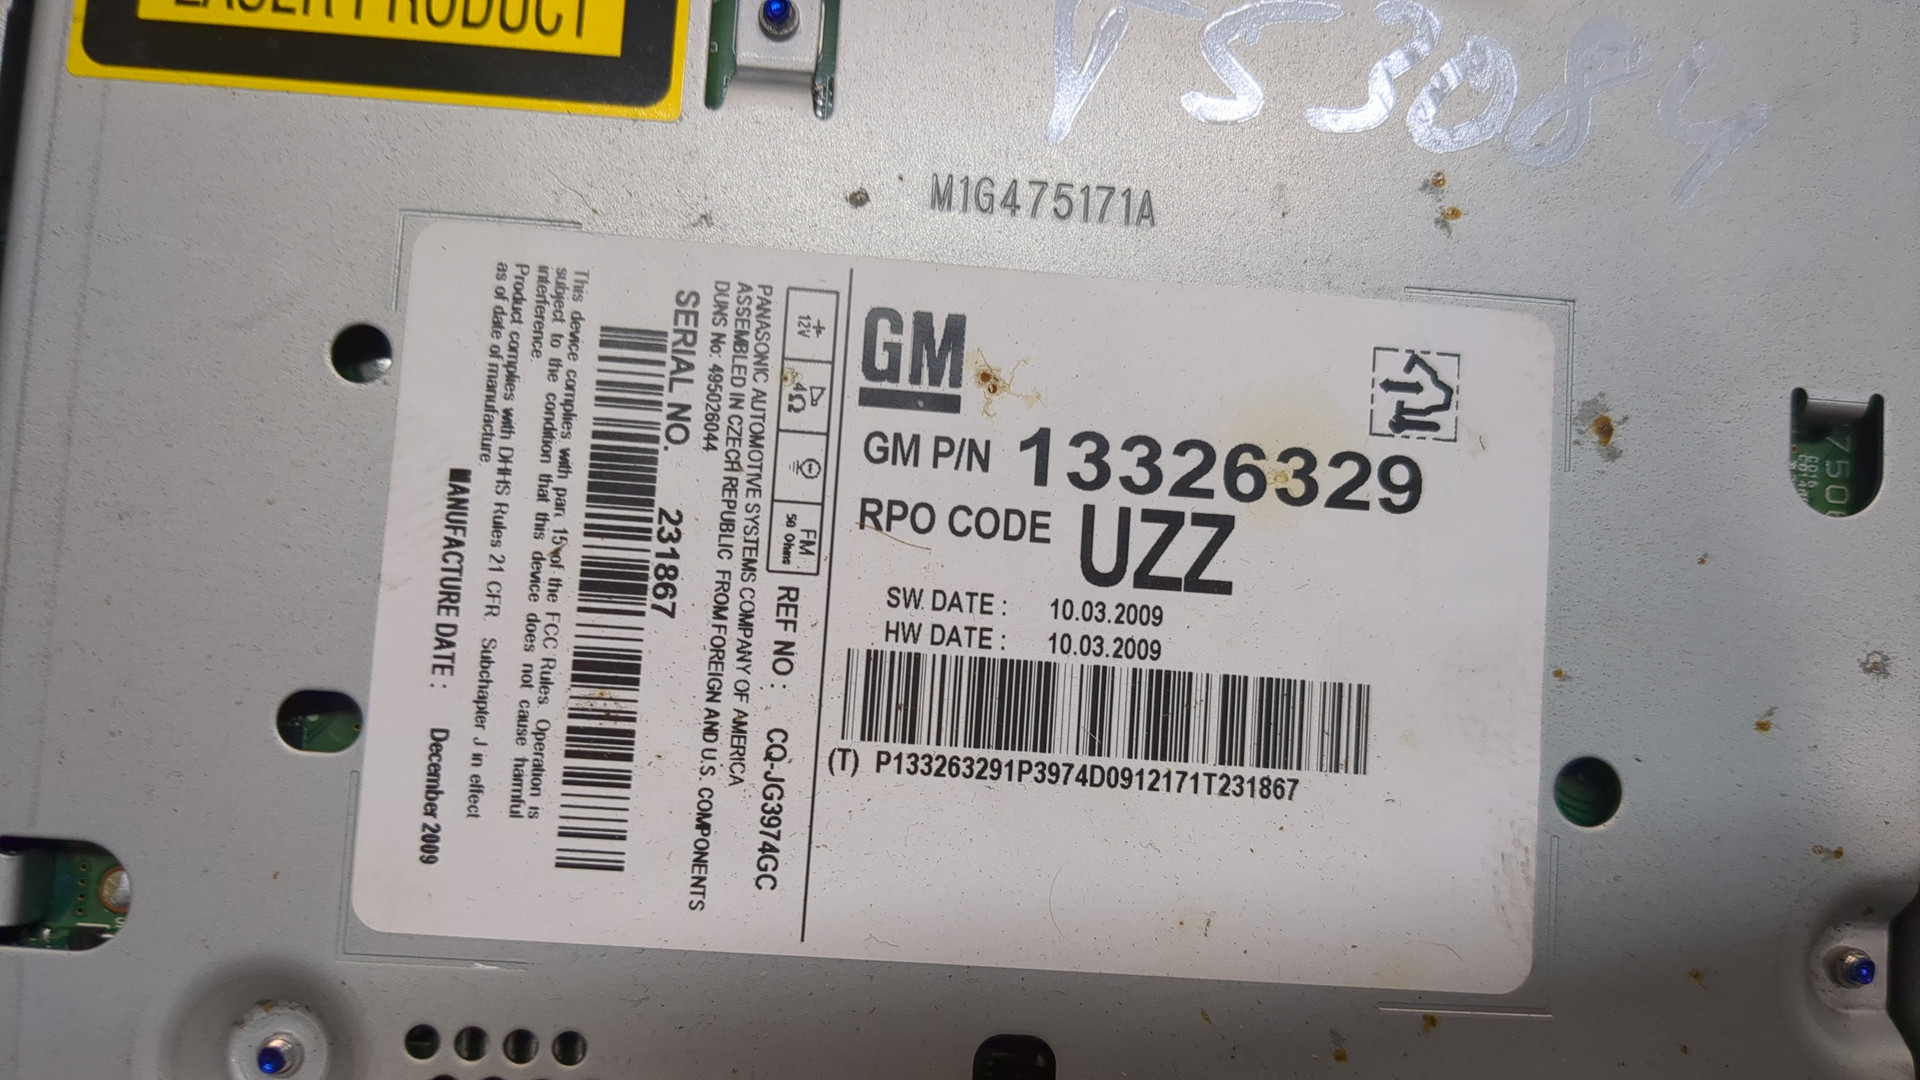 LASER PRODUCT
V53084
M1G475171A
GM
GM P/N 13326329
RPO CODE UZZ
SW. DATE : 10.03.2009
HW DATE : 10.03.2009
(T) P133263291P3974D0912171T231867
+ 12V
4Ω
FM
50 Ohms
REF NO : CQ-JG3974GC
PANASONIC AUTOMOTIVE SYSTEMS COMPANY OF AMERICA
ASSEMBLED IN CZECH REPUBLIC FROM FOREIGN AND U.S. COMPONENTS
DUNS No: 495026044
SERIAL NO. 231867
This device complies with part 15 of the FCC Rules. Operation is
subject to the condition that this device does not cause harmful
interference.
Product complies with DHHS Rules 21 CFR. Subchapter J in effect
as of date of manufacture.
MANUFACTURE DATE : December 2009